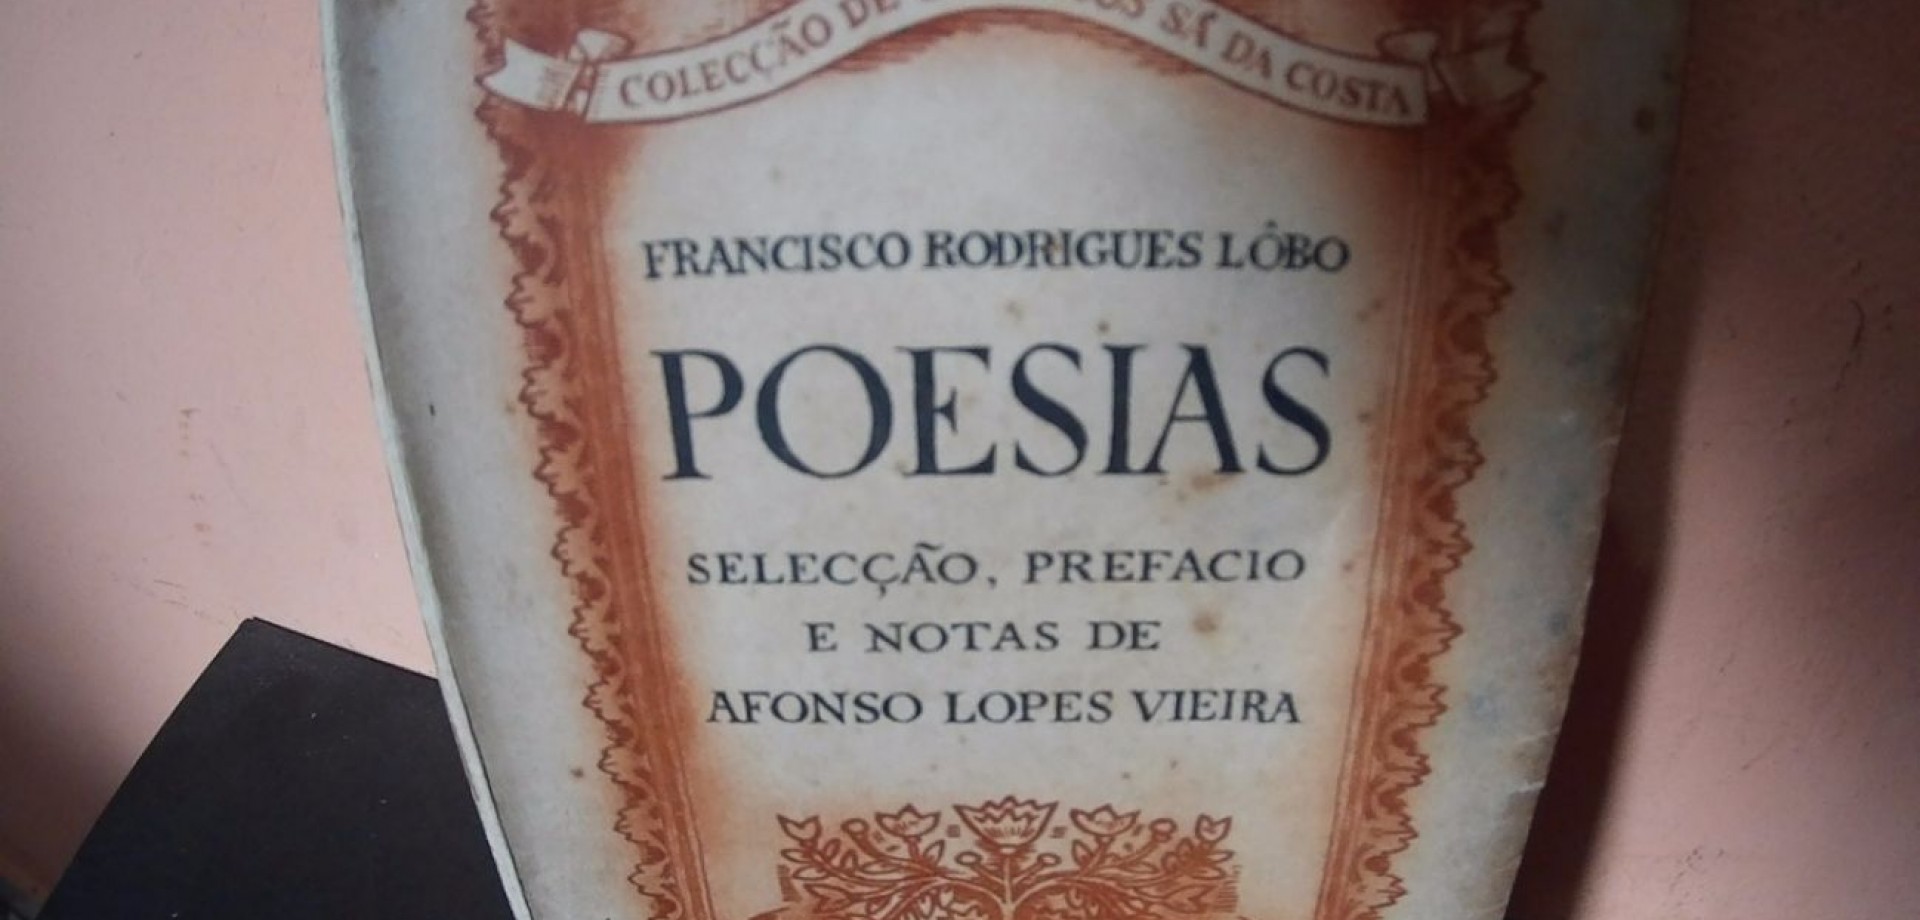 COLECÇÃO DE SÁ DA COSTA
FRANCISCO RODRIGUES LÔBO
POESIAS
SELECÇÃO, PREFACIO
E NOTAS DE
AFONSO LOPES VIEIRA